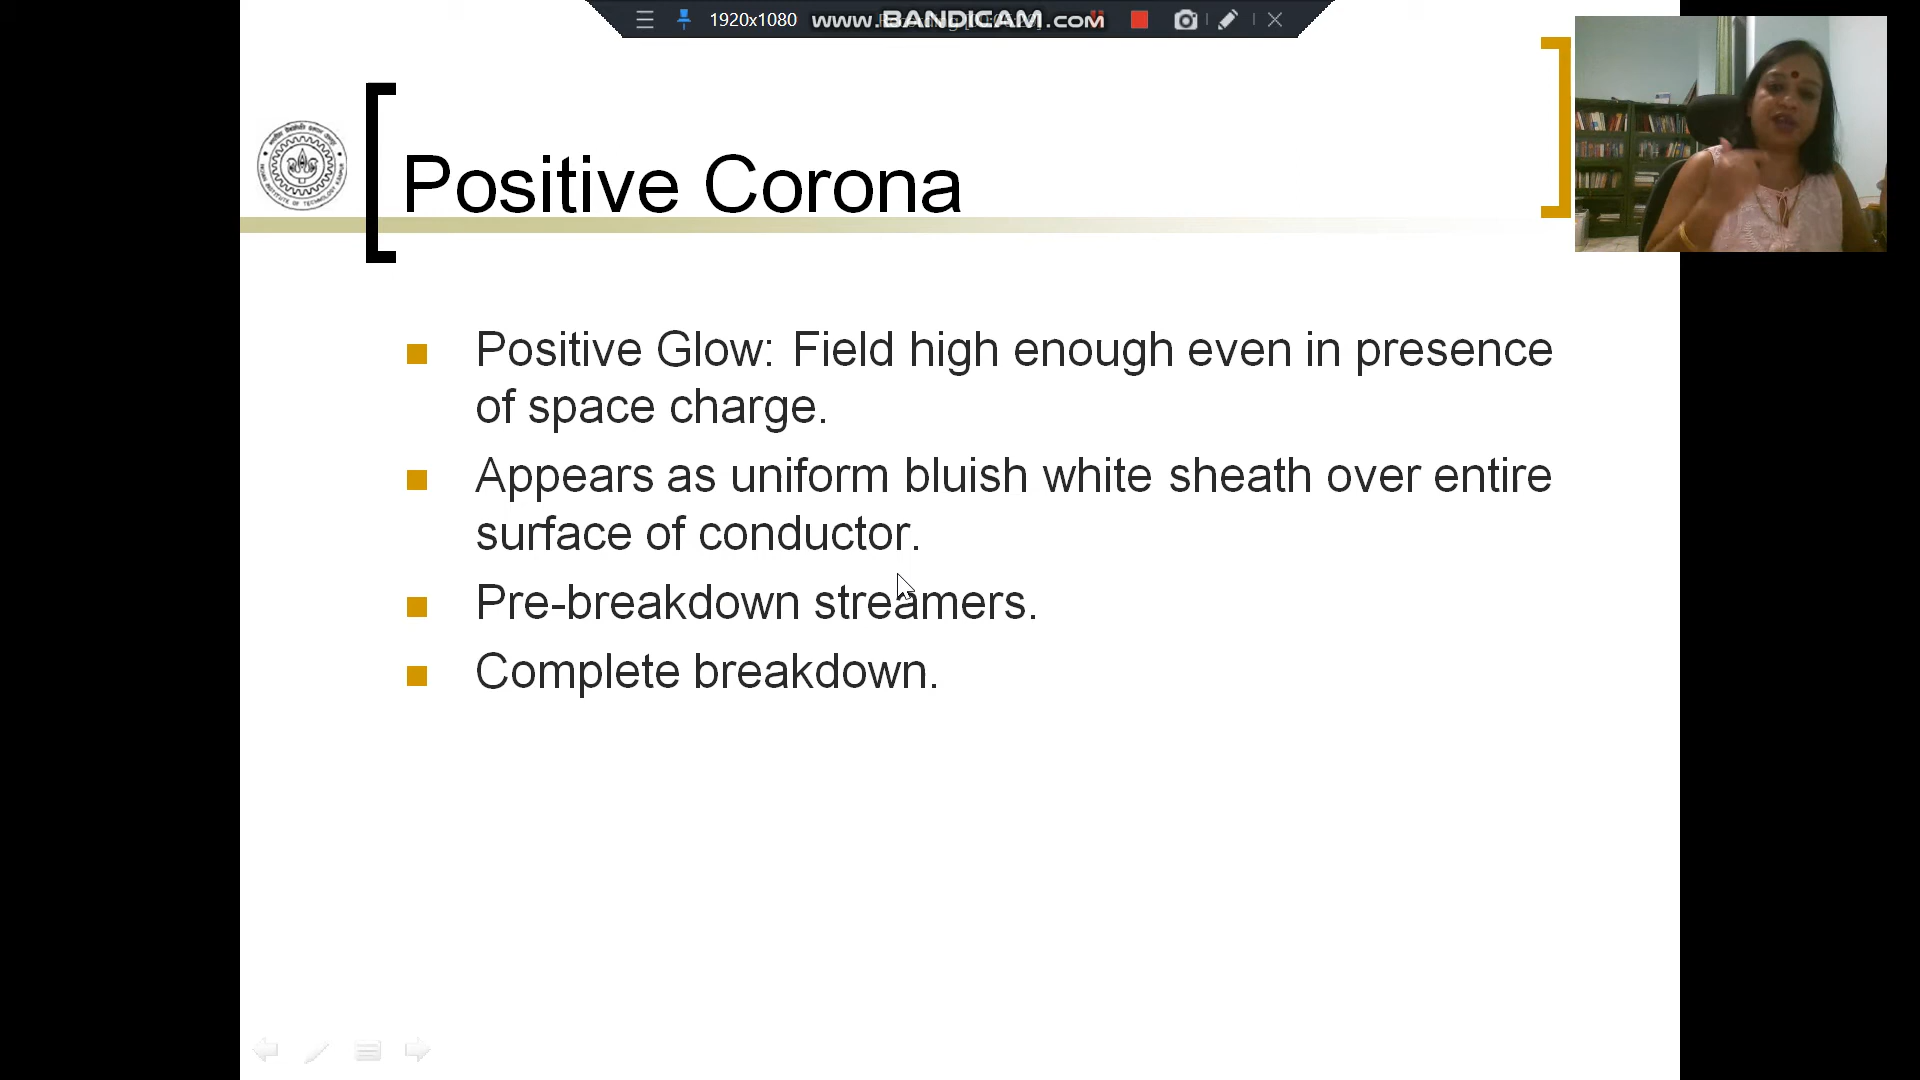 1920x1080
www.BANDICAM.com
Positive Corona
Positive Glow: Field high enough even in presence
of space charge.
Appears as uniform bluish white sheath over entire
surface of conductor.
Pre-breakdown streamers.
Complete breakdown.